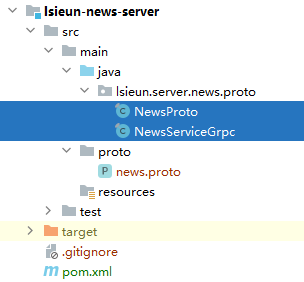 lsieun-news-server
src
main
java
lsieun.server.news.proto
NewsProto
NewsServiceGrpc
proto
news.proto
resources
test
target
.gitignore
pom.xml